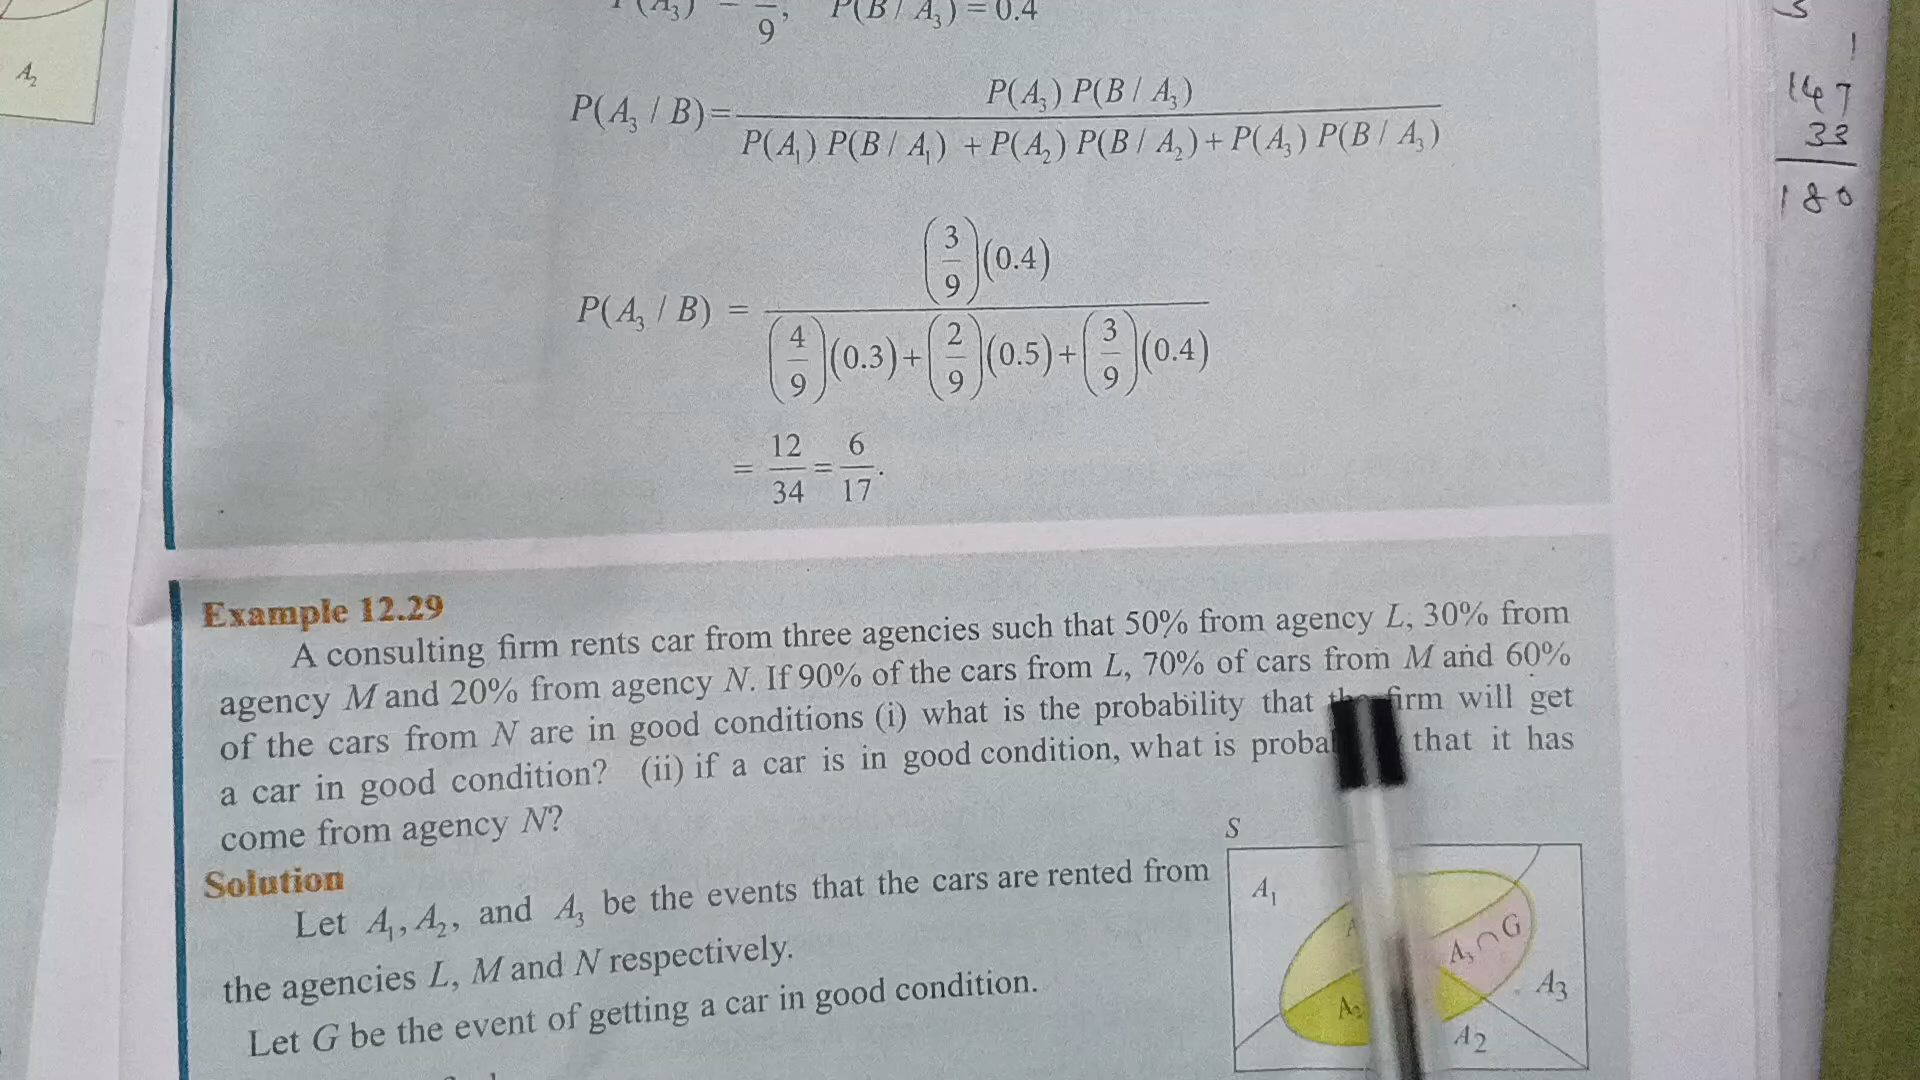 A₂
P(A₃) = 9, P(B / A₃) = 0.4
P(A₃ / B) = P(A₃) P(B / A₃) / P(A₁) P(B / A₁) + P(A₂) P(B / A₂) + P(A₃) P(B / A₃)
P(A₃ / B) = (3/9)(0.4) / (4/9)(0.3) + (2/9)(0.5) + (3/9)(0.4)
= 12/34 = 6/17.
1
147
33
180
Example 12.29
A consulting firm rents car from three agencies such that 50% from agency L, 30% from
agency M and 20% from agency N. If 90% of the cars from L, 70% of cars from M and 60%
of the cars from N are in good conditions (i) what is the probability that the firm will get
a car in good condition? (ii) if a car is in good condition, what is that it has
come from agency N?
Solution
Let A₁, A₂, and A₃ be the events that the cars are rented from
the agencies L, M and N respectively.
Let G be the event of getting a car in good condition.
S
A₁
A₃∩G
A₃
A₂